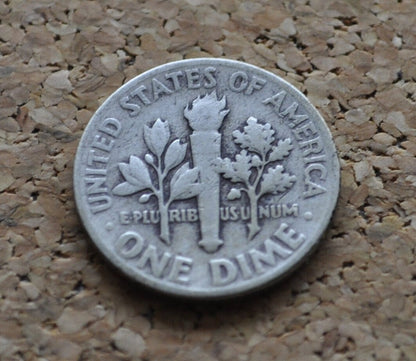 UNITED STATES OF AMERICA
E·PLURIBUS UNUM
· ONE DIME ·